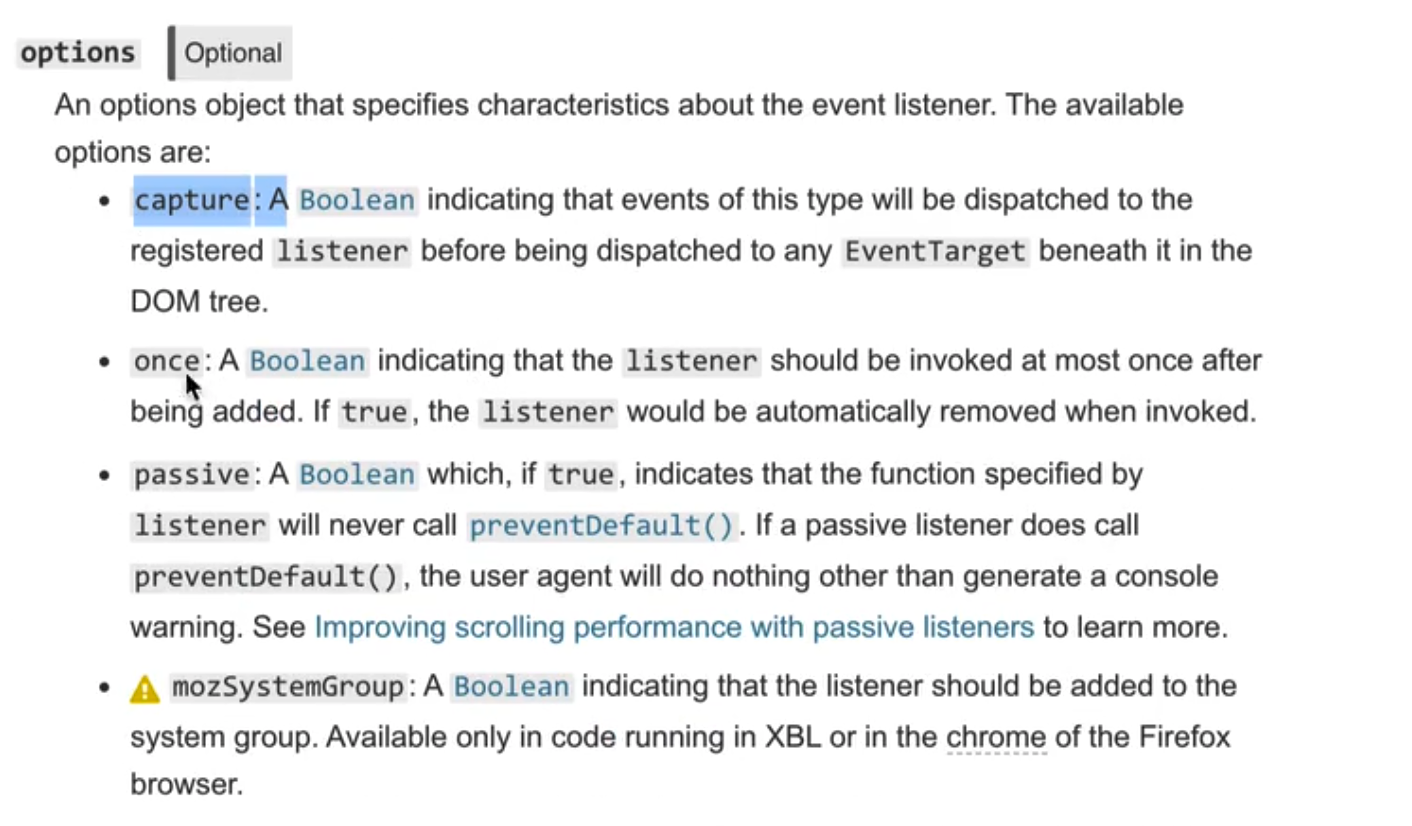 options Optional
An options object that specifies characteristics about the event listener. The available
options are:
• capture: A Boolean indicating that events of this type will be dispatched to the
registered listener before being dispatched to any EventTarget beneath it in the
DOM tree.
• once: A Boolean indicating that the listener should be invoked at most once after
being added. If true, the listener would be automatically removed when invoked.
• passive: A Boolean which, if true, indicates that the function specified by
listener will never call preventDefault(). If a passive listener does call
preventDefault(), the user agent will do nothing other than generate a console
warning. See Improving scrolling performance with passive listeners to learn more.
• mozSystemGroup: A Boolean indicating that the listener should be added to the
system group. Available only in code running in XBL or in the chrome of the Firefox
browser.